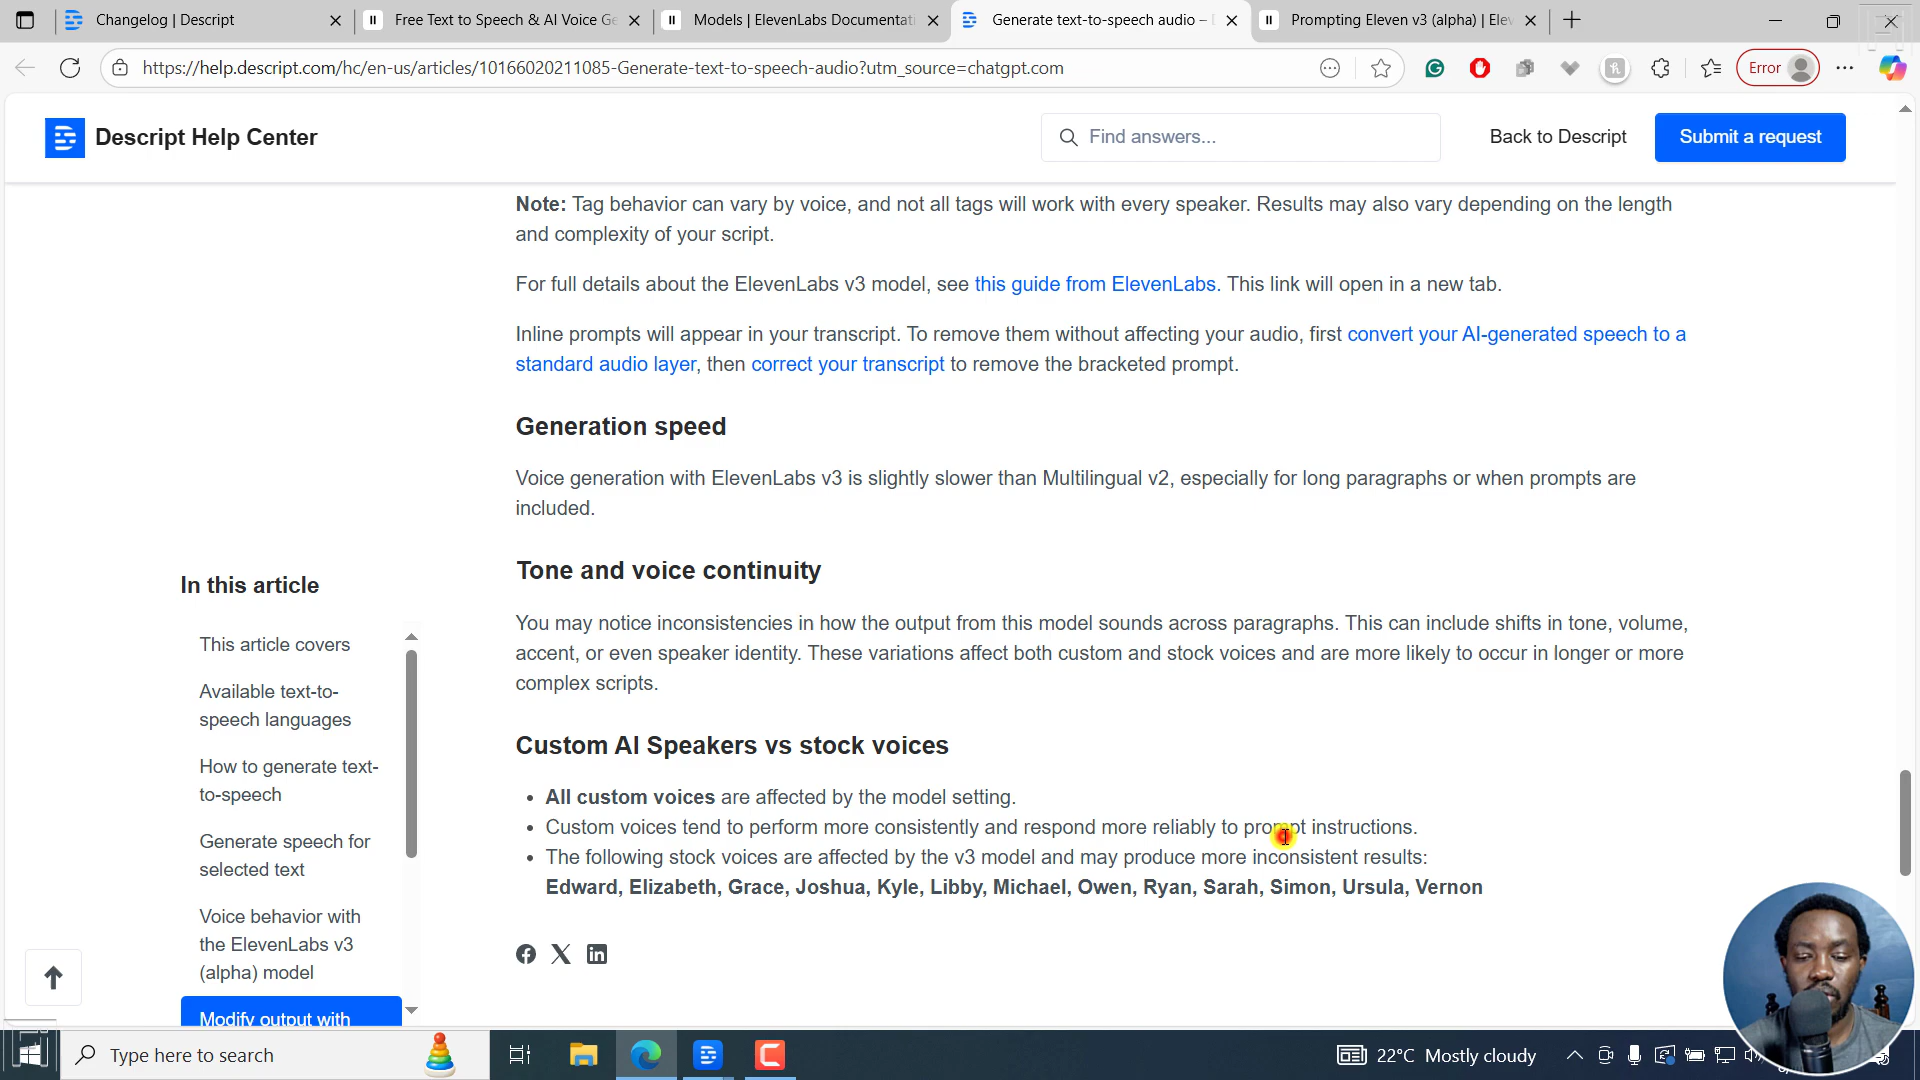 Changelog | Descript
Free Text to Speech & AI Voice Ge
Models | ElevenLabs Documentat
Generate text-to-speech audio –
Prompting Eleven v3 (alpha) | Elev
https://help.descript.com/hc/en-us/articles/10166020211085-Generate-text-to-speech-audio?utm_source=chatgpt.com
Error
Descript Help Center
Find answers...
Back to Descript
Submit a request
Note: Tag behavior can vary by voice, and not all tags will work with every speaker. Results may also vary depending on the length
and complexity of your script.
For full details about the ElevenLabs v3 model, see this guide from ElevenLabs. This link will open in a new tab.
Inline prompts will appear in your transcript. To remove them without affecting your audio, first convert your AI-generated speech to a
standard audio layer, then correct your transcript to remove the bracketed prompt.
Generation speed
Voice generation with ElevenLabs v3 is slightly slower than Multilingual v2, especially for long paragraphs or when prompts are
included.
Tone and voice continuity
You may notice inconsistencies in how the output from this model sounds across paragraphs. This can include shifts in tone, volume,
accent, or even speaker identity. These variations affect both custom and stock voices and are more likely to occur in longer or more
complex scripts.
Custom AI Speakers vs stock voices
• All custom voices are affected by the model setting.
• Custom voices tend to perform more consistently and respond more reliably to prompt instructions.
• The following stock voices are affected by the v3 model and may produce more inconsistent results:
Edward, Elizabeth, Grace, Joshua, Kyle, Libby, Michael, Owen, Ryan, Sarah, Simon, Ursula, Vernon
In this article
This article covers
Available text-to-
speech languages
How to generate text-
to-speech
Generate speech for
selected text
Voice behavior with
the ElevenLabs v3
(alpha) model
Modify output with
Type here to search
22°C Mostly cloudy